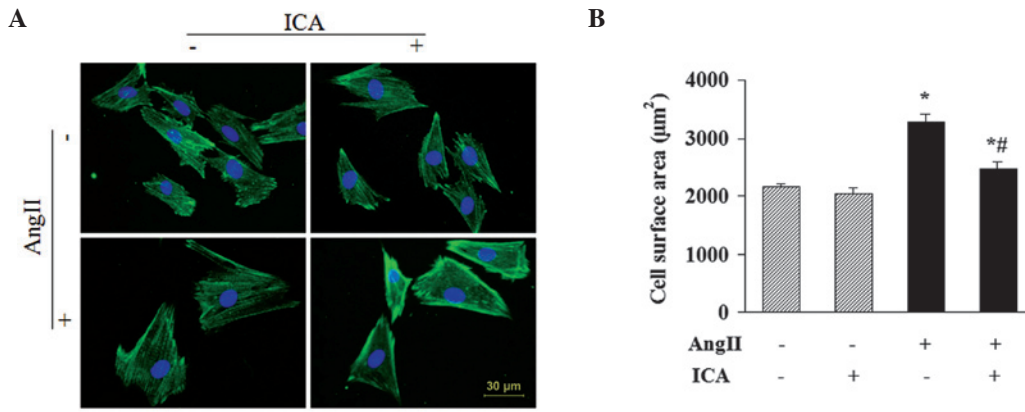 A
ICA
- +
AngII
-
+
30 µm
B
Cell surface area (µm²)
4000
3000
2000
1000
0
*
*#
AngII - - + +
ICA - + - +